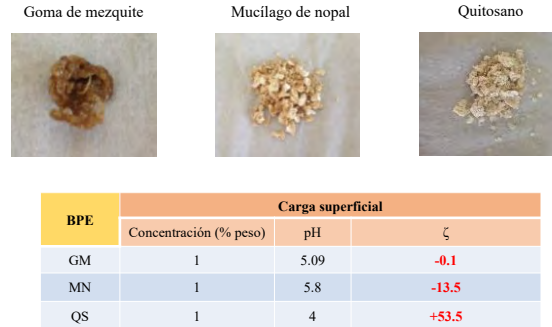 Goma de mezquite Mucílago de nopal Quitosano
BPE Carga superficial
Concentración (% peso) pH ζ
GM 1 5.09 -0.1
MN 1 5.8 -13.5
QS 1 4 +53.5